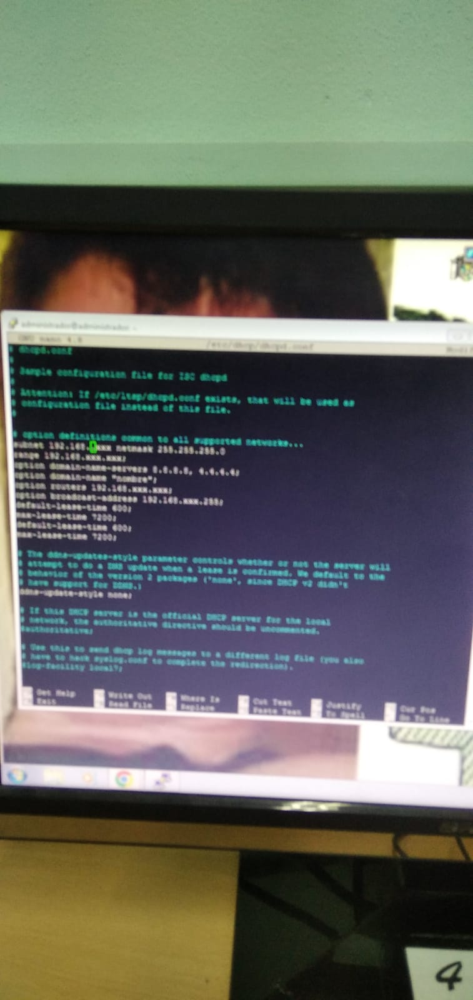 administrador@administrador: ~
GNU nano 4.8 /etc/dhcp/dhcpd.conf Modif
# dhcpd.conf
#
# Sample configuration file for ISC dhcpd
#
# Attention: If /etc/ltsp/dhcpd.conf exists, that will be used as
# configuration file instead of this file.
#
# option definitions common to all supported networks...
subnet 192.168. xxx netmask 255.255.255.0
range 192.168.xxx.xxx;
option domain-name-servers 8.8.8.8, 4.4.4.4;
option domain-name "nombre";
option routers 192.168.xxx.xxx;
option broadcast-address 192.168.xxx.255;
default-lease-time 600;
max-lease-time 7200;
default-lease-time 600;
max-lease-time 7200;
# The ddns-updates-style parameter controls whether or not the server will
# attempt to do a DNS update when a lease is confirmed. We default to the
# behavior of the version 2 packages ('none', since DHCP v2 didn't
# have support for DDNS.)
ddns-update-style none;
# If this DHCP server is the official DHCP server for the local
# network, the authoritative directive should be uncommented.
#authoritative;
# Use this to send dhcp log messages to a different log file (you also
# have to hack syslog.conf to complete the redirection).
#log-facility local7;
Get Help Write Out Where Is Cut Text Justify Cur Pos
Exit Read File Replace Paste Text To Spell Go To Line
4